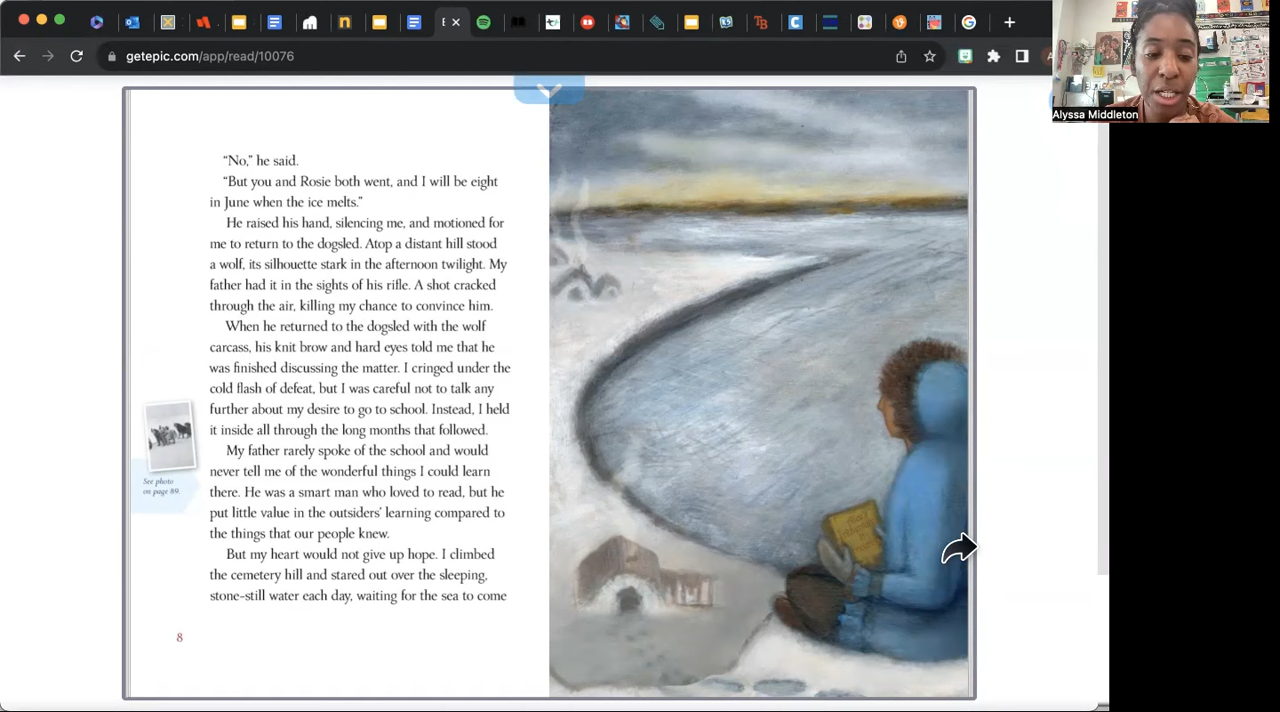 getepic.com/app/read/10076
Alyssa Middleton
“No,” he said.
“But you and Rosie both went, and I will be eight
in June when the ice melts.”
He raised his hand, silencing me, and motioned for
me to return to the dogsled. Atop a distant hill stood
a wolf, its silhouette stark in the afternoon twilight. My
father had it in the sights of his rifle. A shot cracked
through the air, killing my chance to convince him.
When he returned to the dogsled with the wolf
carcass, his knit brow and hard eyes told me that he
was finished discussing the matter. I cringed under the
cold flash of defeat, but I was careful not to talk any
further about my desire to go to school. Instead, I held
it inside all through the long months that followed.
My father rarely spoke of the school and would
never tell me of the wonderful things I could learn
there. He was a smart man who loved to read, but he
put little value in the outsiders’ learning compared to
the things that our people knew.
But my heart would not give up hope. I climbed
the cemetery hill and stared out over the sleeping,
stone-still water each day, waiting for the sea to come
See photo
on page 89.
8